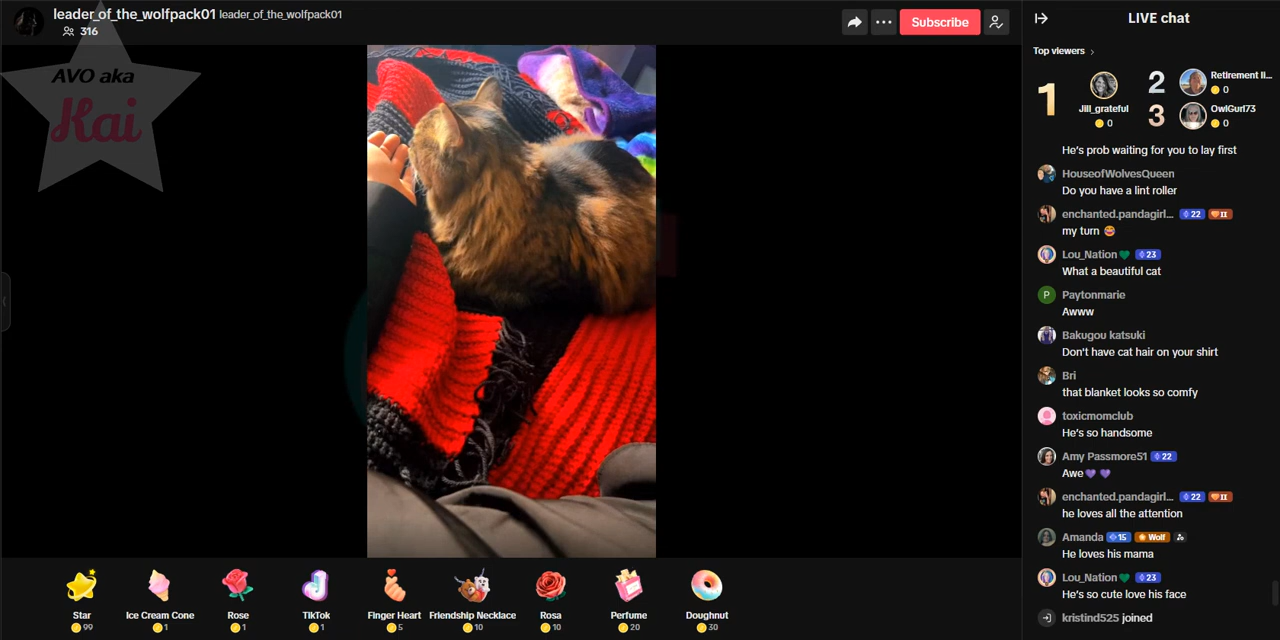 leader_of_the_wolfpack01 leader_of_the_wolfpack01
316
Subscribe
AVO aka
Kai
LIVE chat
Top viewers
1
Jill_grateful
0
2
Retirement li...
0
3
OwlGurl73
0
He's prob waiting for you to lay first
HouseofWolvesQueen
Do you have a lint roller
enchanted.pandagirl... 22 II
my turn
Lou_Nation 23
What a beautiful cat
P
Paytonmarie
Awww
Bakugou katsuki
Don't have cat hair on your shirt
Bri
that blanket looks so comfy
toxicmomclub
He's so handsome
Amy Passmore51 22
Awe
enchanted.pandagirl... 22 II
he loves all the attention
Amanda 15 Wolf
He loves his mama
Lou_Nation 23
He's so cute love his face
kristind525 joined
Star
99
Ice Cream Cone
1
Rose
1
TikTok
1
Finger Heart
5
Friendship Necklace
10
Rosa
10
Perfume
20
Doughnut
30